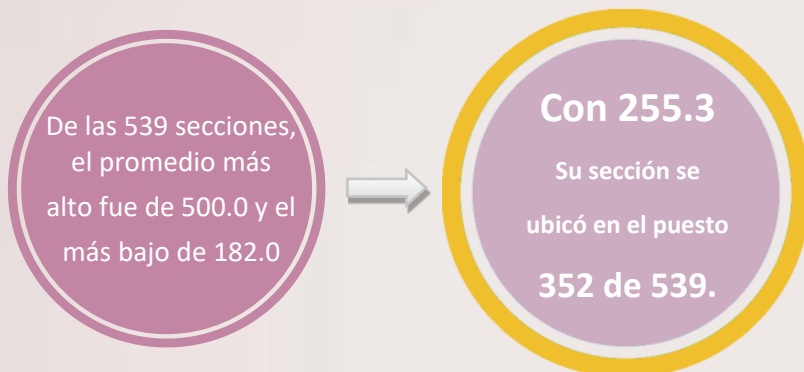 De las 539 secciones,
el promedio más
alto fue de 500.0 y el
más bajo de 182.0
Con 255.3
Su sección se
ubicó en el puesto
352 de 539.